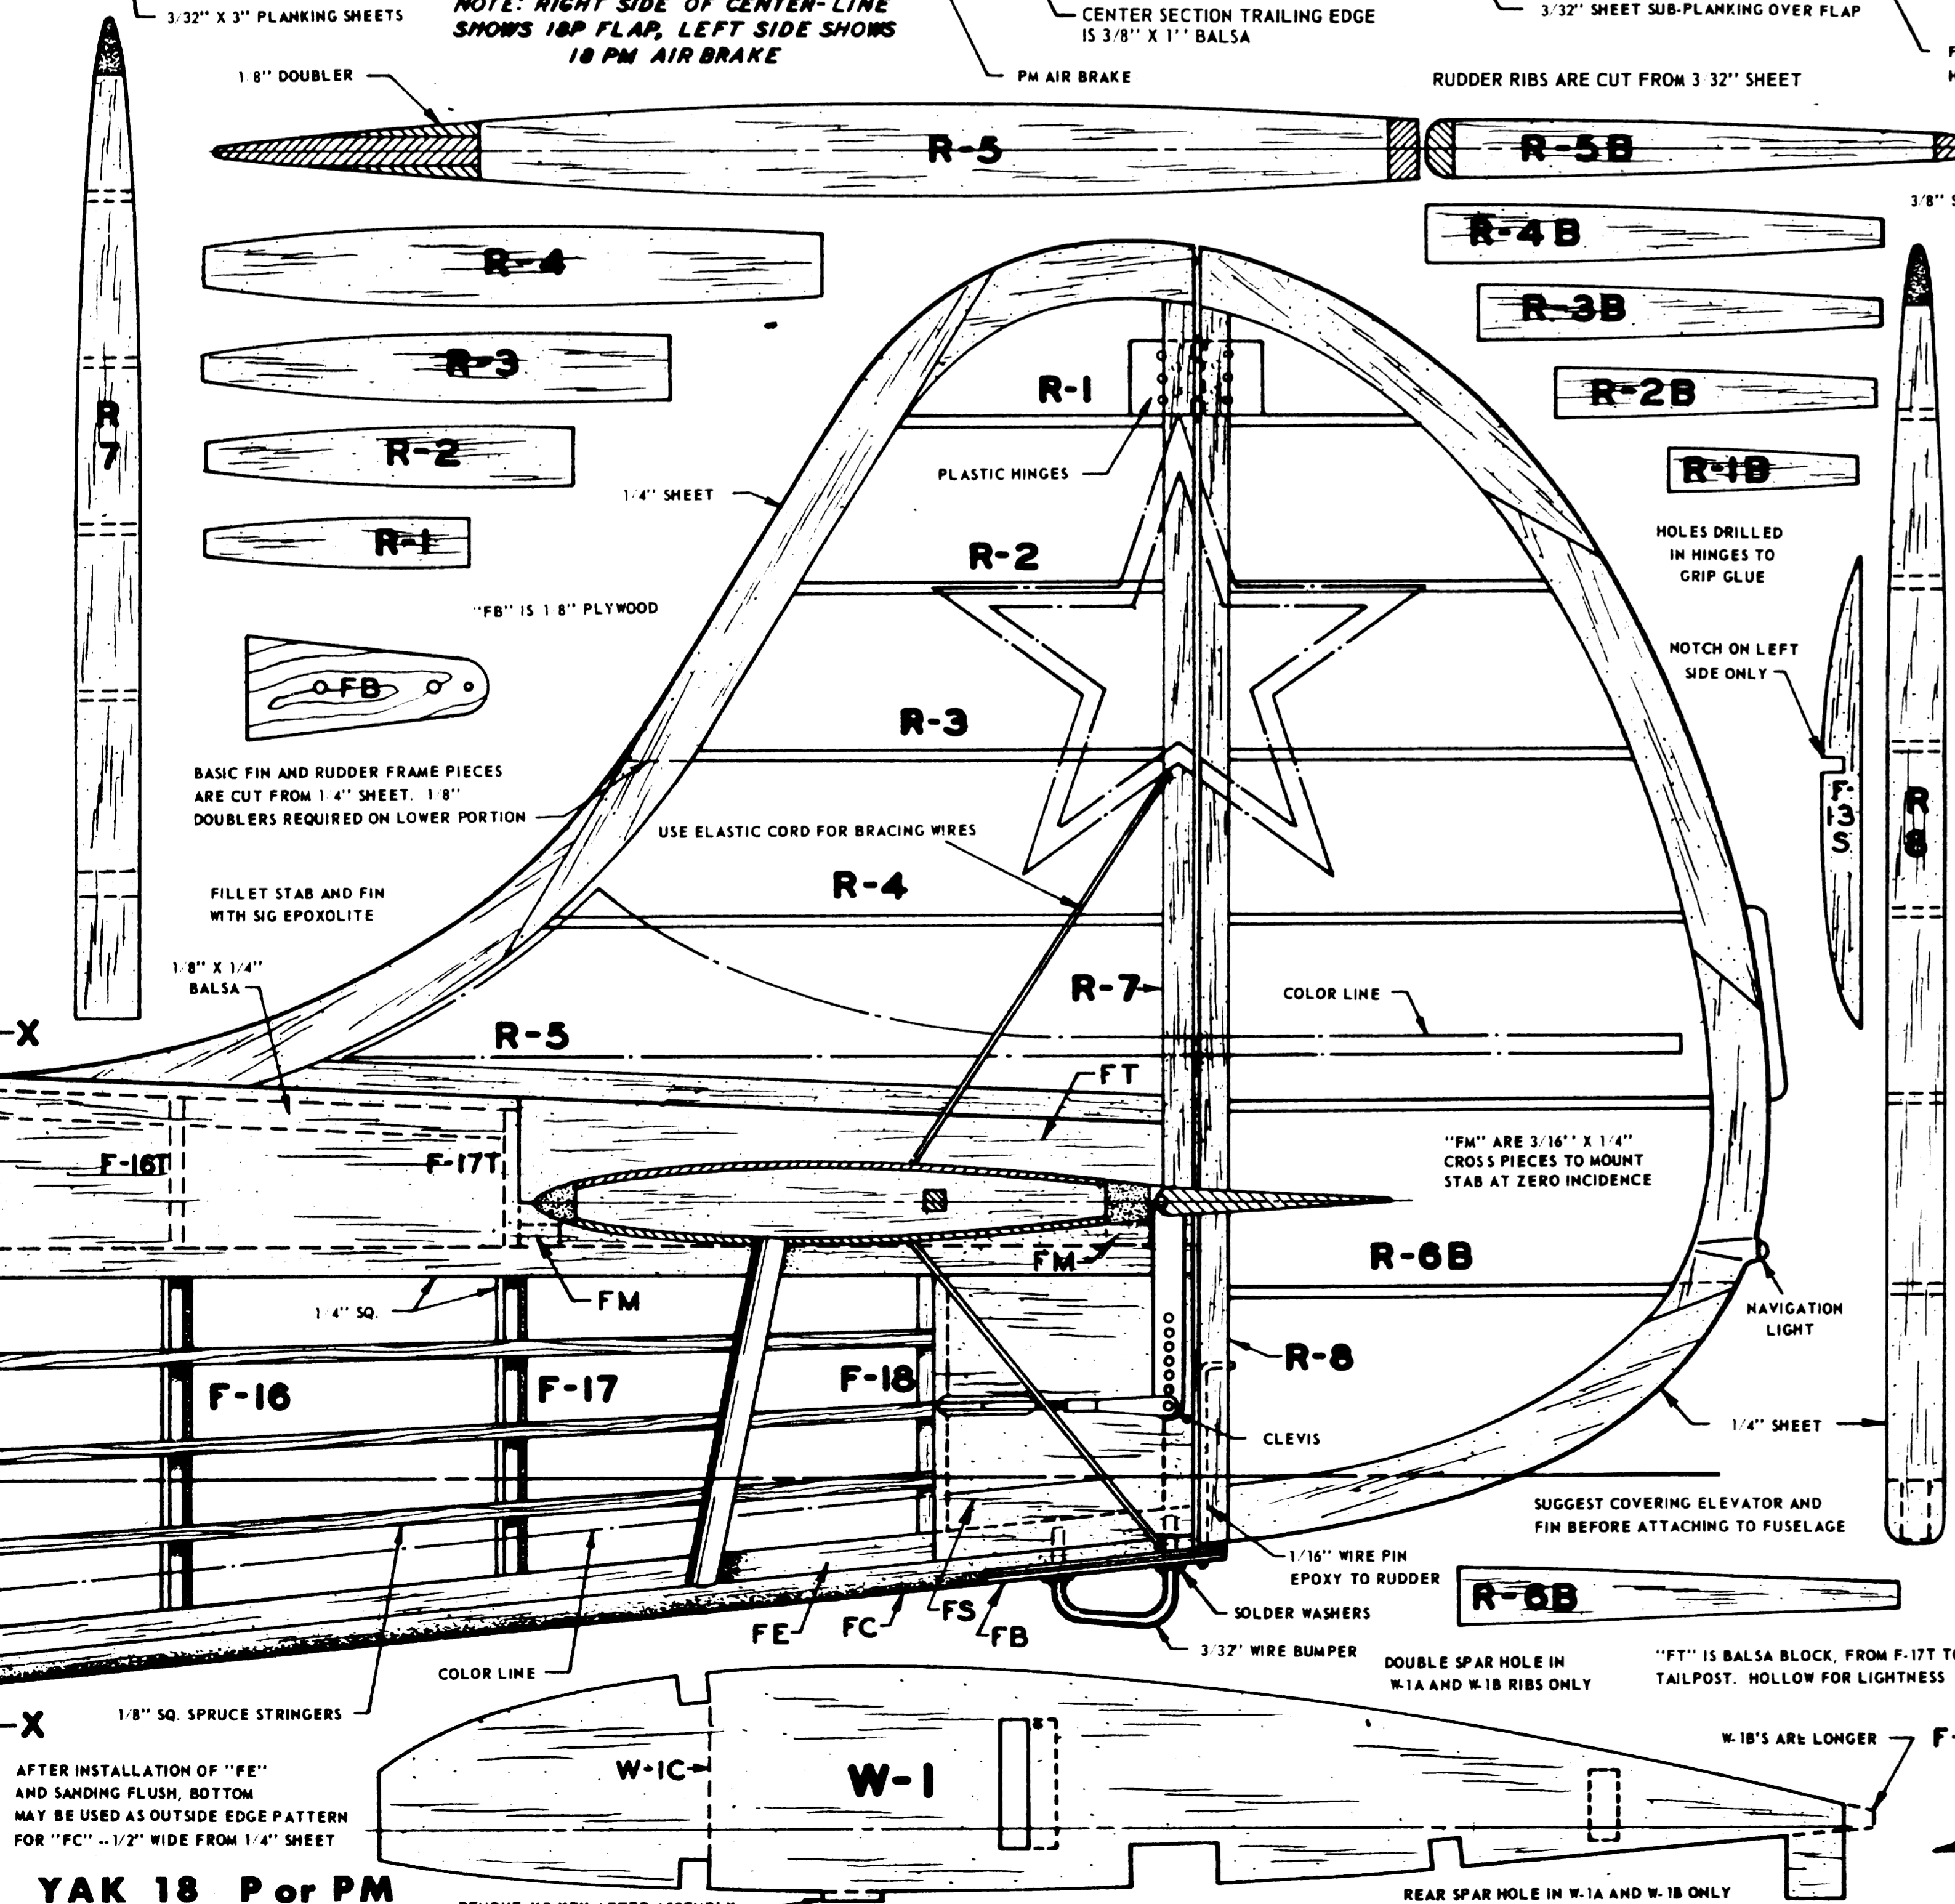 3/32" X 3" PLANKING SHEETS
NOTE: RIGHT SIDE OF CENTER-LINE
SHOWS 18P FLAP, LEFT SIDE SHOWS
18 PM AIR BRAKE
CENTER SECTION TRAILING EDGE
IS 3/8" X 1" BALSA
3/32" SHEET SUB-PLANKING OVER FLAP
1/8" DOUBLER
PM AIR BRAKE
RUDDER RIBS ARE CUT FROM 3/32" SHEET
R-5
R-5B
3/8"
R-4
R-4B
R-3
R-3B
R-1
R-2B
R
7
R-2
PLASTIC HINGES
R-1B
1/4" SHEET
R-1
HOLES DRILLED
IN HINGES TO
GRIP GLUE
R-2
"FB" IS 1/8" PLYWOOD
NOTCH ON LEFT
SIDE ONLY
FB
R-3
BASIC FIN AND RUDDER FRAME PIECES
ARE CUT FROM 1/4" SHEET. 1/8"
DOUBLERS REQUIRED ON LOWER PORTION
F
13
S
R
8
USE ELASTIC CORD FOR BRACING WIRES
R-4
FILLET STAB AND FIN
WITH SIG EPOXOLITE
1/8" X 1/4"
BALSA
R-7
COLOR LINE
-X
R-5
FT
F-16T
F-17T
"FM" ARE 3/16" X 1/4"
CROSS PIECES TO MOUNT
STAB AT ZERO INCIDENCE
FM
R-6B
FM
1/4" SQ.
NAVIGATION
LIGHT
R-8
F-16
F-17
F-18
1/4" SHEET
CLEVIS
SUGGEST COVERING ELEVATOR AND
FIN BEFORE ATTACHING TO FUSELAGE
1/16" WIRE PIN
EPOXY TO RUDDER
R-6B
FE
FC
FS
FB
SOLDER WASHERS
3/32" WIRE BUMPER
COLOR LINE
DOUBLE SPAR HOLE IN
W-1A AND W-1B RIBS ONLY
"FT" IS BALSA BLOCK, FROM F-17T TO
TAILPOST. HOLLOW FOR LIGHTNESS
1/8" SQ. SPRUCE STRINGERS
-X
W-1B'S ARE LONGER
F-
AFTER INSTALLATION OF "FE"
AND SANDING FLUSH, BOTTOM
MAY BE USED AS OUTSIDE EDGE PATTERN
FOR "FC" -- 1/2" WIDE FROM 1/4" SHEET
W-1C
W-1
YAK 18 P or PM
REAR SPAR HOLE IN W-1A AND W-1B ONLY